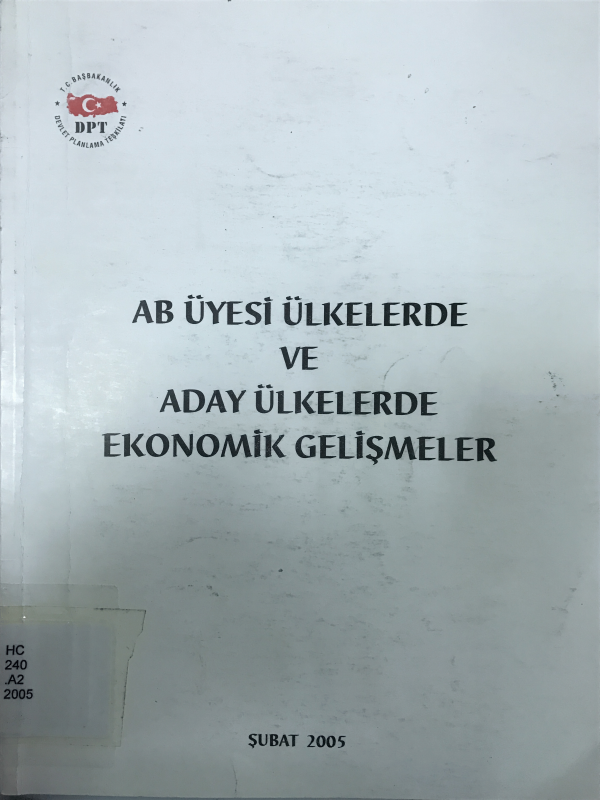 T.C. BAŞBAKANLIK
DPT
DEVLET PLANLAMA TEŞKİLATI
AB ÜYESİ ÜLKELERDE
VE
ADAY ÜLKELERDE
EKONOMİK GELİŞMELER
HC
240
.A2
2005
ŞUBAT 2005